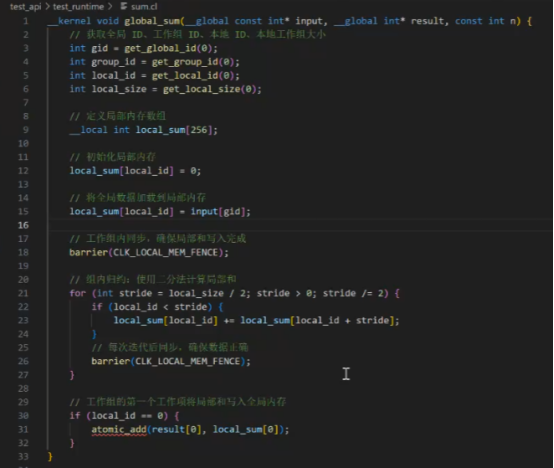 test_api > test_runtime > sum.cl
1 __kernel void global_sum(__global const int* input, __global int* result, const int n) {
2 // 获取全局 ID、工作组 ID、本地 ID、本地工作组大小
3 int gid = get_global_id(0);
4 int group_id = get_group_id(0);
5 int local_id = get_local_id(0);
6 int local_size = get_local_size(0);
7
8 // 定义局部内存数组
9 __local int local_sum[256];
10
11 // 初始化局部内存
12 local_sum[local_id] = 0;
13
14 // 将全局数据加载到局部内存
15 local_sum[local_id] = input[gid];
16
17 // 工作组内同步，确保局部和写入完成
18 barrier(CLK_LOCAL_MEM_FENCE);
19
20 // 组内归约：使用二分法计算局部和
21 for (int stride = local_size / 2; stride > 0; stride /= 2) {
22 if (local_id < stride) {
23 local_sum[local_id] += local_sum[local_id + stride];
24 }
25 // 每次迭代后同步，确保数据正确
26 barrier(CLK_LOCAL_MEM_FENCE);
27 }
28
29 // 工作组的第一个工作项将局部和写入全局内存
30 if (local_id == 0) {
31 atomic_add(result[0], local_sum[0]);
32 }
33 }